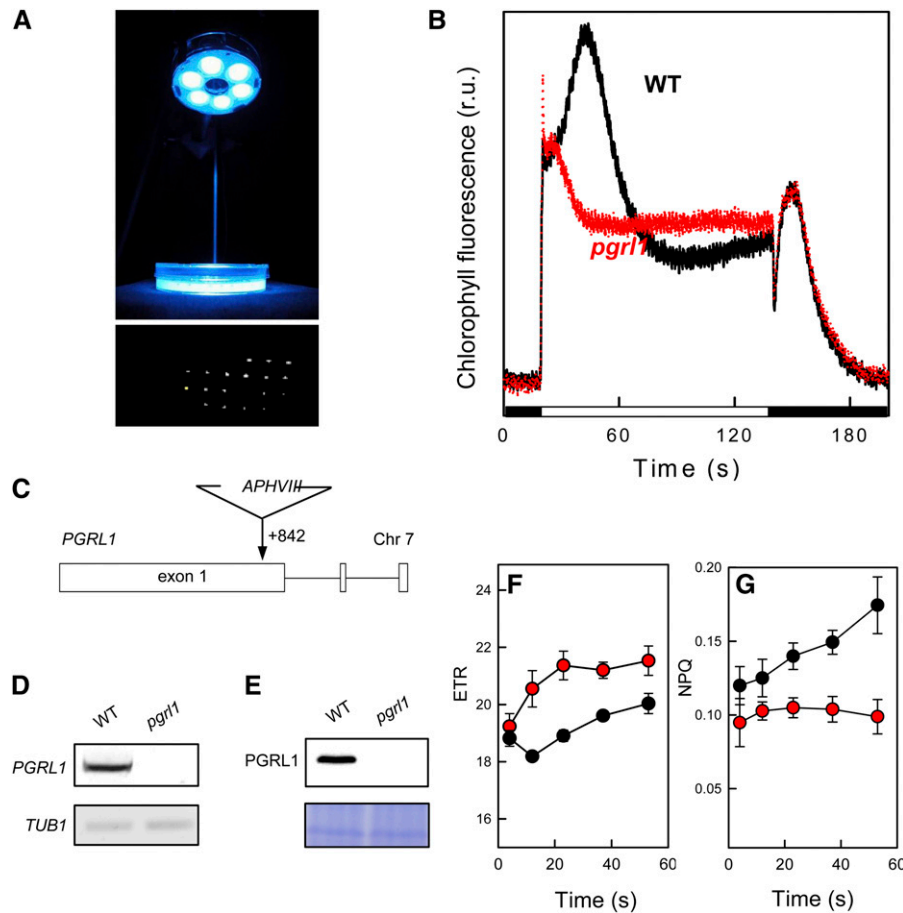 A
B
Chlorophyll fluorescence (r.u.)
WT
pgrl1
0 60 120 180
Time (s)
C
APHVIII
+842
PGRL1
Chr 7
exon 1
D
WT pgrl1
PGRL1
TUB1
E
WT pgrl1
PGRL1
F
ETR
24
22
20
18
16
0 20 40 60
Time (s)
G
NPQ
0.20
0.15
0.10
0.05
0 20 40 60
Time (s)